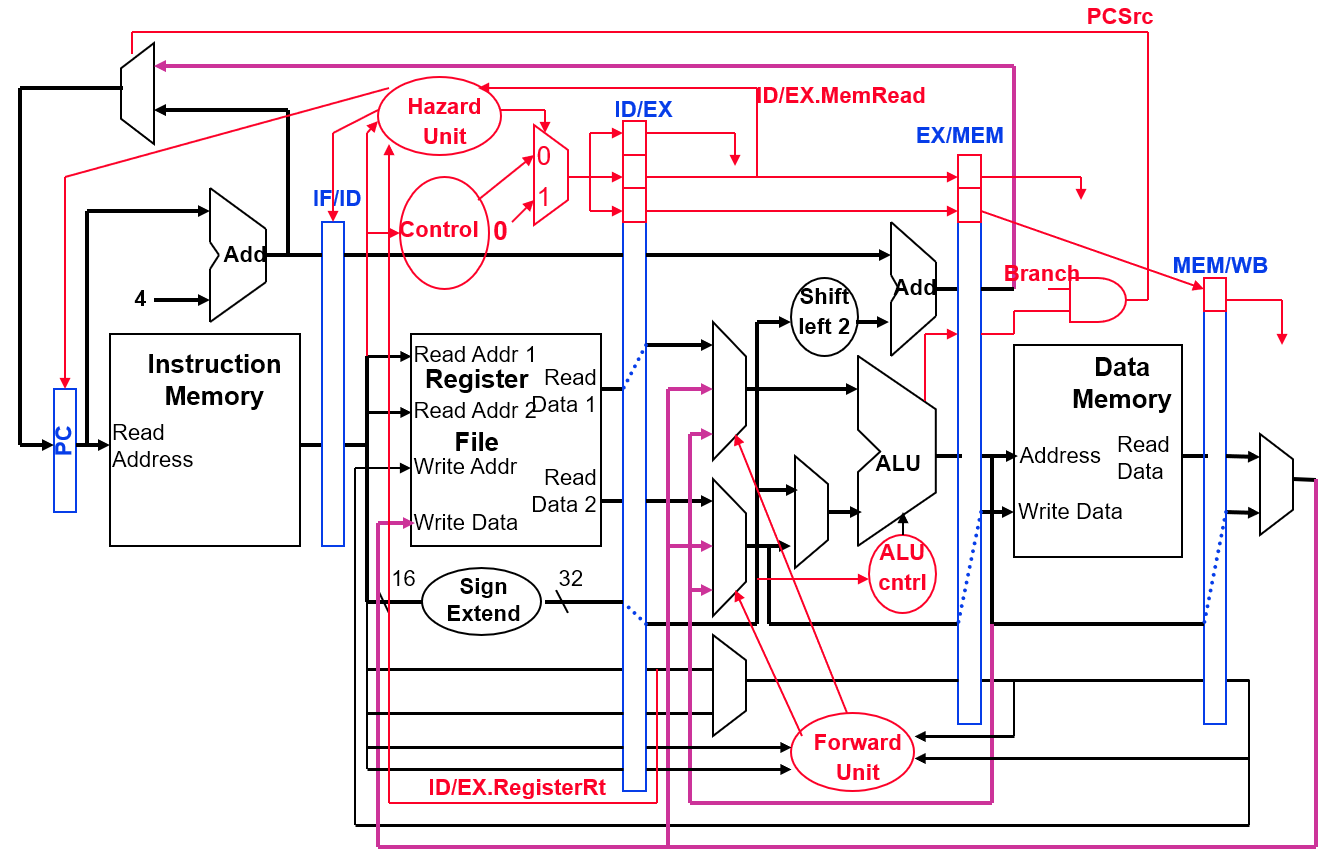 PCSrc
ID/EX.MemRead
Hazard
Unit
ID/EX
EX/MEM
0
1
IF/ID
Control
0
Add
4
Shift
left 2
Add
Branch
MEM/WB
Instruction
Memory
Read
Address
PC
Read Addr 1
Register
Read Addr 2
File
Write Addr
Write Data
Read
Data 1
Read
Data 2
ALU
Data
Memory
Address
Read
Data
Write Data
ALU
cntrl
16
Sign
Extend
32
Forward
Unit
ID/EX.RegisterRt